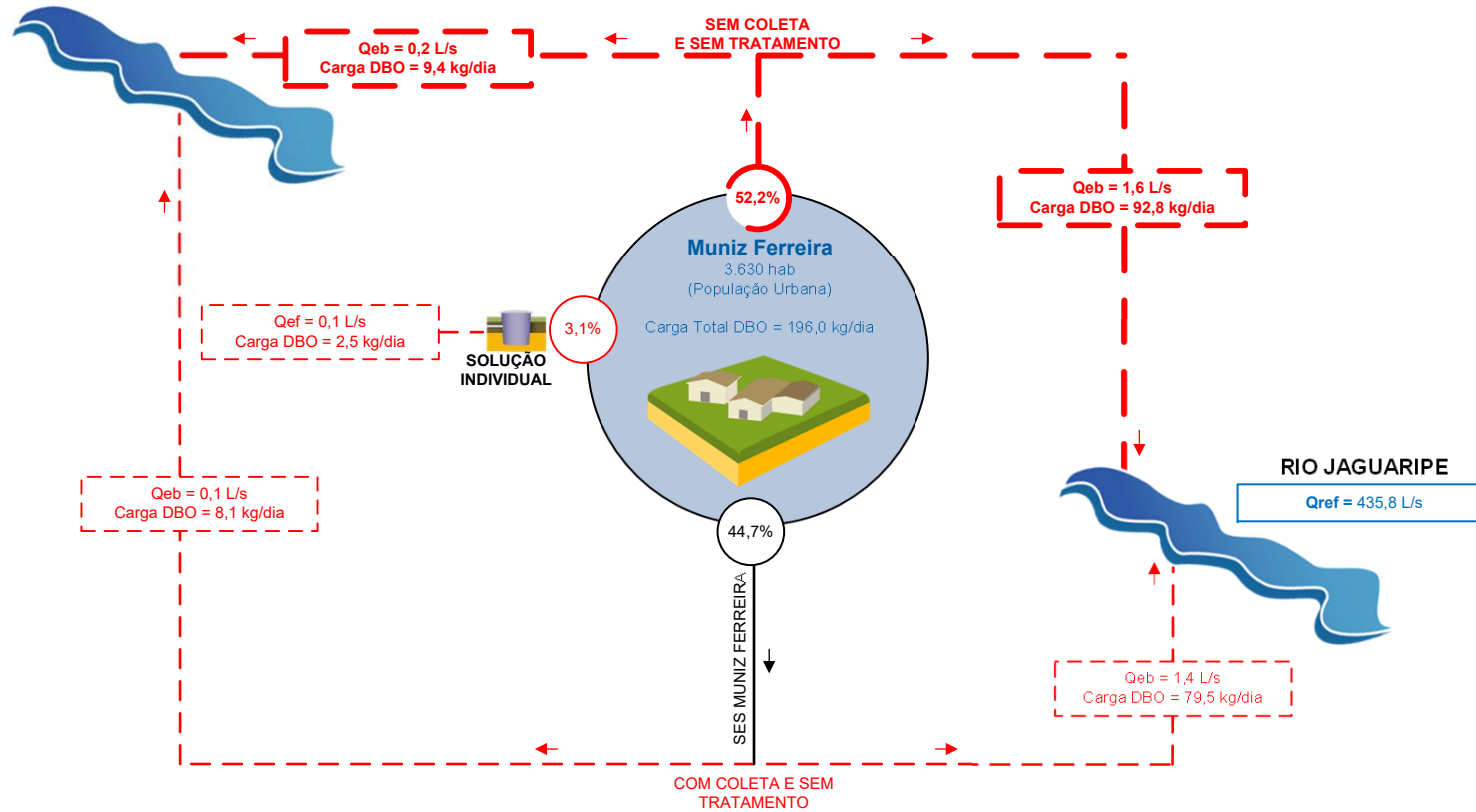 SEM COLETA
E SEM TRATAMENTO
Qeb = 0,2 L/s
Carga DBO = 9,4 kg/dia
Qeb = 1,6 L/s
Carga DBO = 92,8 kg/dia
52,2%
Muniz Ferreira
3.630 hab
(População Urbana)
Carga Total DBO = 196,0 kg/dia
Qef = 0,1 L/s
Carga DBO = 2,5 kg/dia
SOLUÇÃO
INDIVIDUAL
3,1%
RIO JAGUARIPE
Qref = 435,8 L/s
Qeb = 0,1 L/s
Carga DBO = 8,1 kg/dia
44,7%
SES MUNIZ FERREIRA
Qeb = 1,4 L/s
Carga DBO = 79,5 kg/dia
COM COLETA E SEM
TRATAMENTO